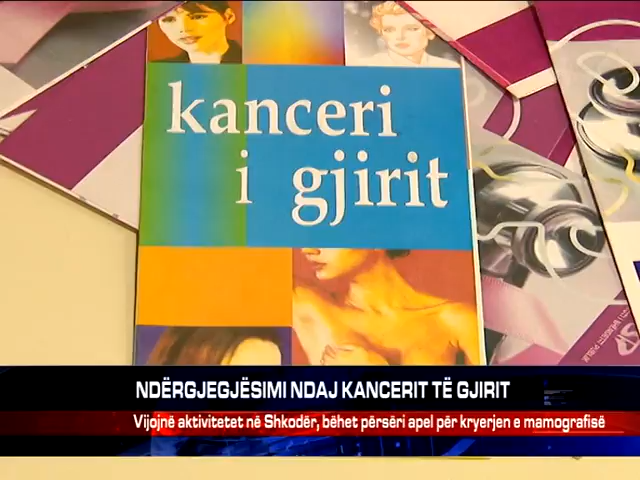 kanceri
i gjirit
NDËRGJEGJËSIMI NDAJ KANCERIT TË GJIRIT
Vijojnë aktivitetet në Shkodër, bëhet përsëri apel për kryerjen e mamografisë